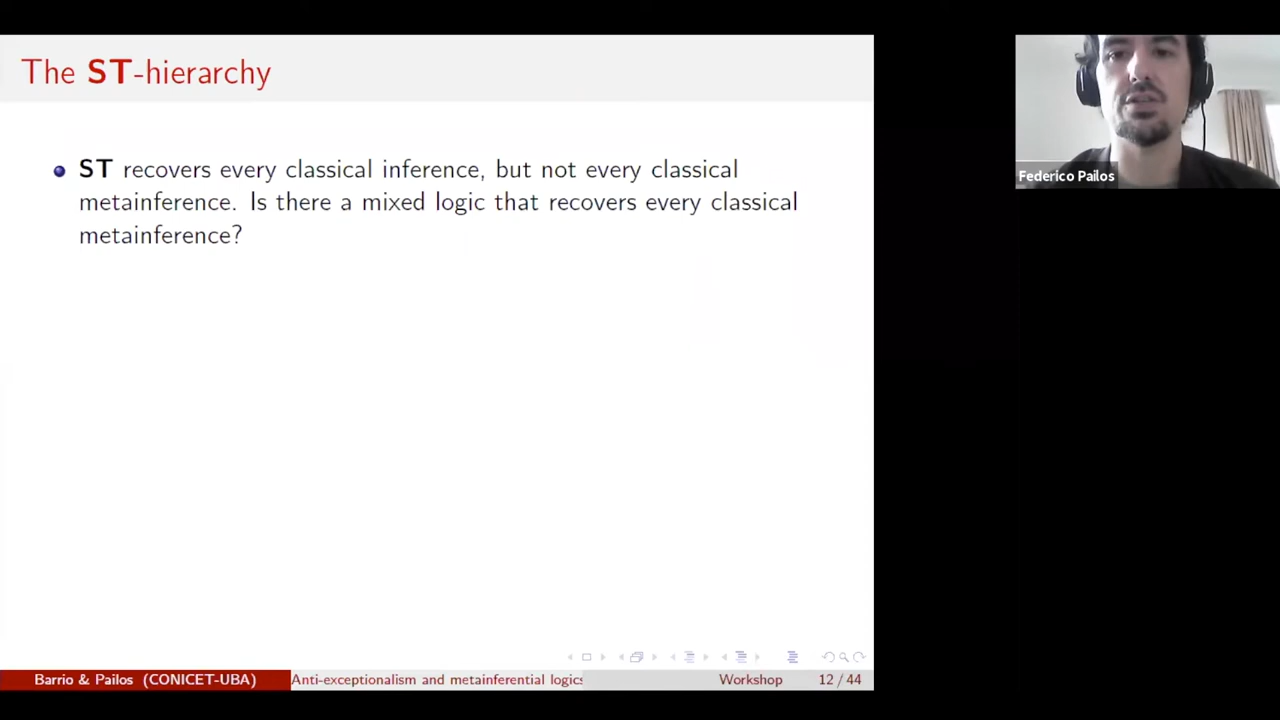 The ST-hierarchy
ST recovers every classical inference, but not every classical
metainference. Is there a mixed logic that recovers every classical
metainference?
Federico Pailos
Barrio & Pailos (CONICET-UBA) Anti-exceptionalism and metainferential logics Workshop 12 / 44